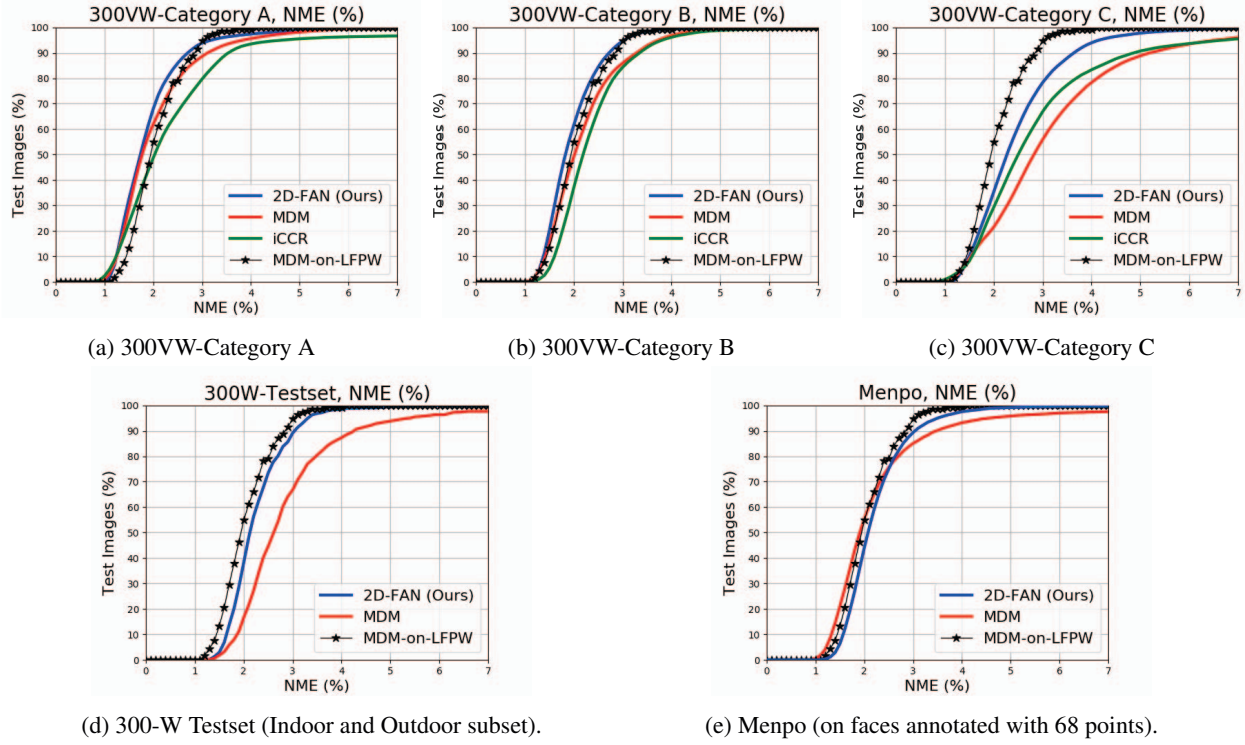 300VW-Category A, NME (%)
Test Images (%)
100
90
80
70
60
50
40
30
20
10
0
0 1 2 3 4 5 6 7
NME (%)
2D-FAN (Ours)
MDM
iCCR
MDM-on-LFPW
(a) 300VW-Category A
300VW-Category B, NME (%)
Test Images (%)
100
90
80
70
60
50
40
30
20
10
0
0 1 2 3 4 5 6 7
NME (%)
2D-FAN (Ours)
MDM
iCCR
MDM-on-LFPW
(b) 300VW-Category B
300VW-Category C, NME (%)
Test Images (%)
100
90
80
70
60
50
40
30
20
10
0
0 1 2 3 4 5 6 7
NME (%)
2D-FAN (Ours)
MDM
iCCR
MDM-on-LFPW
(c) 300VW-Category C
300W-Testset, NME (%)
Test Images (%)
100
90
80
70
60
50
40
30
20
10
0
0 1 2 3 4 5 6 7
NME (%)
2D-FAN (Ours)
MDM
MDM-on-LFPW
(d) 300-W Testset (Indoor and Outdoor subset).
Menpo, NME (%)
Test Images (%)
100
90
80
70
60
50
40
30
20
10
0
0 1 2 3 4 5 6 7
NME (%)
2D-FAN (Ours)
MDM
MDM-on-LFPW
(e) Menpo (on faces annotated with 68 points).